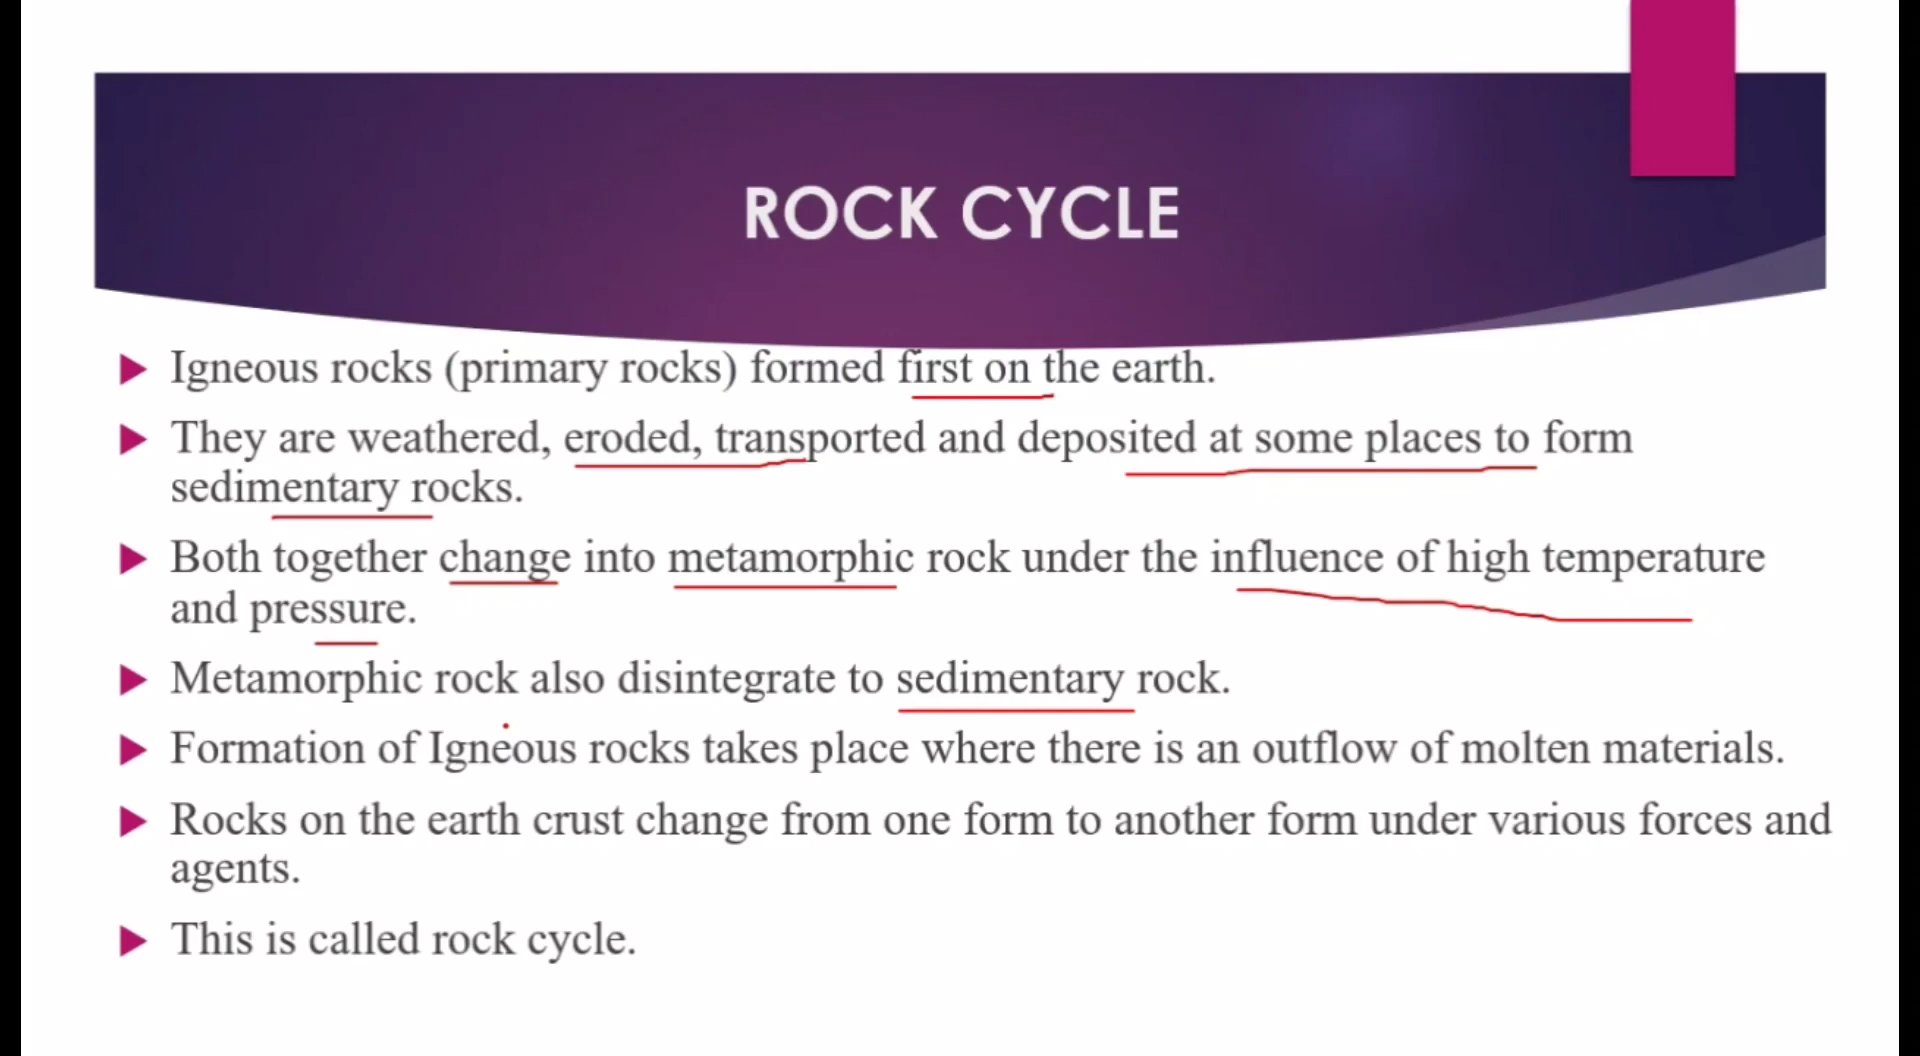 ROCK CYCLE
Igneous rocks (primary rocks) formed first on the earth.
They are weathered, eroded, transported and deposited at some places to form
sedimentary rocks.
Both together change into metamorphic rock under the influence of high temperature
and pressure.
Metamorphic rock also disintegrate to sedimentary rock.
Formation of Igneous rocks takes place where there is an outflow of molten materials.
Rocks on the earth crust change from one form to another form under various forces and
agents.
This is called rock cycle.